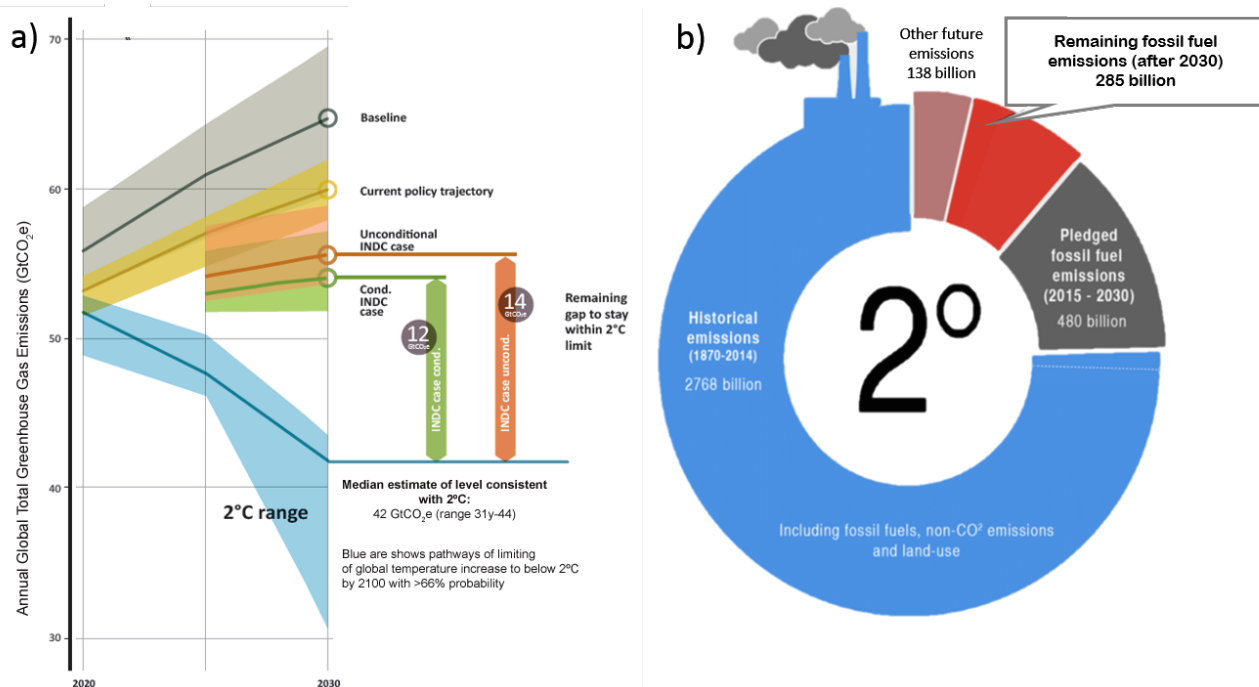 a)
70
60
50
40
30
Annual Global Total Greenhouse Gas Emissions (GtCO₂e)
2020
2030
Baseline
Current policy trajectory
Unconditional
INDC case
Cond.
INDC
case
12
GtCO₂e
14
GtCO₂e
INDC case cond.
INDC case uncond.
Remaining
gap to stay
within 2°C
limit
2°C range
Median estimate of level consistent
with 2ºC:
42 GtCO₂e (range 31y-44)
Blue are shows pathways of limiting
of global temperature increase to below 2ºC
by 2100 with >66% probability
b)
Other future
emissions
138 billion
Remaining fossil fuel
emissions (after 2030)
285 billion
Pledged
fossil fuel
emissions
(2015 - 2030)
480 billion
Historical
emissions
(1870-2014)
2768 billion
2º
Including fossil fuels, non-CO² emissions
and land-use